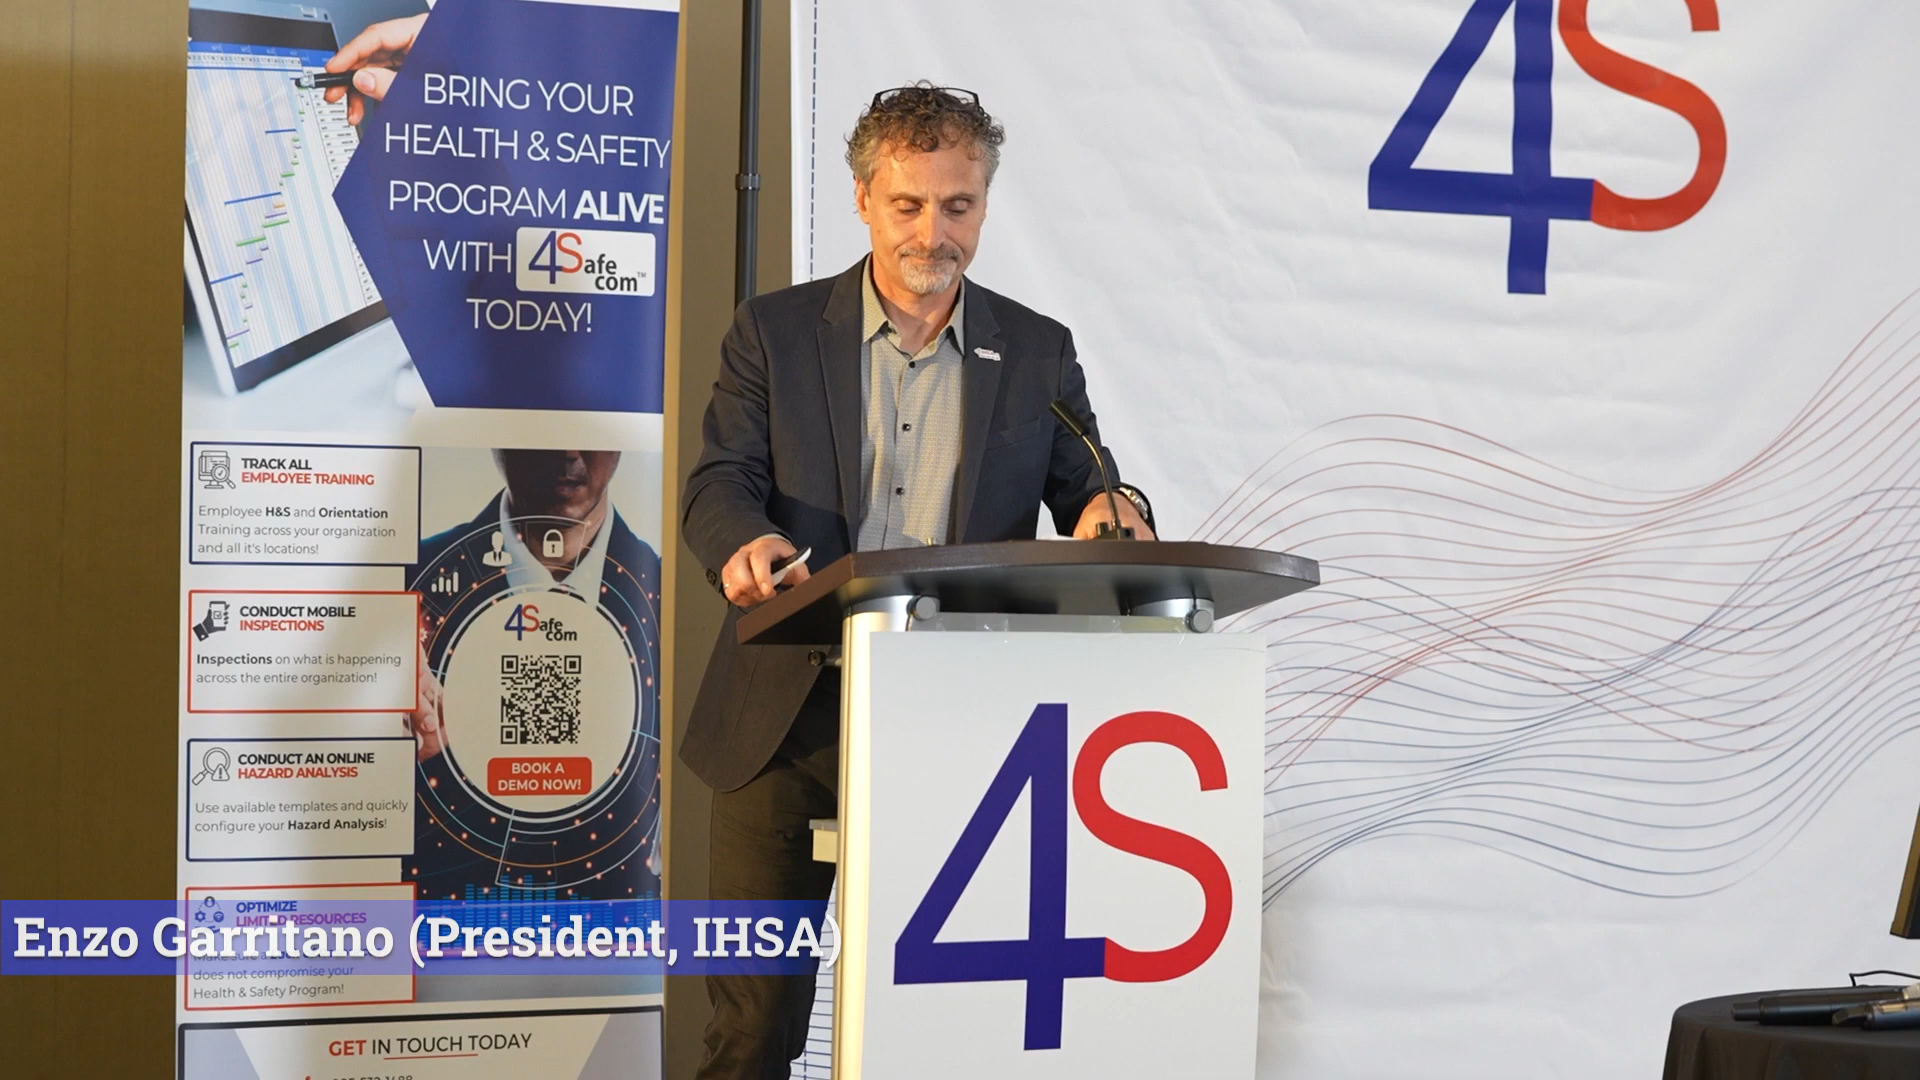 BRING YOUR
HEALTH & SAFETY
PROGRAM ALIVE
WITH 4Safe
com™
TODAY!
TRACK ALL
EMPLOYEE TRAINING
Employee H&S and Orientation
Training across your organization
and all it's locations!
CONDUCT MOBILE
INSPECTIONS
Inspections on what is happening
across the entire organization!
CONDUCT AN ONLINE
HAZARD ANALYSIS
Use available templates and quickly
configure your Hazard Analysis!
OPTIMIZE
LIMITED RESOURCES
does not compromise your
Health & Safety Program!
4Safe
com
BOOK A
DEMO NOW!
GET IN TOUCH TODAY
4S
4S
Enzo Garritano (President, IHSA)